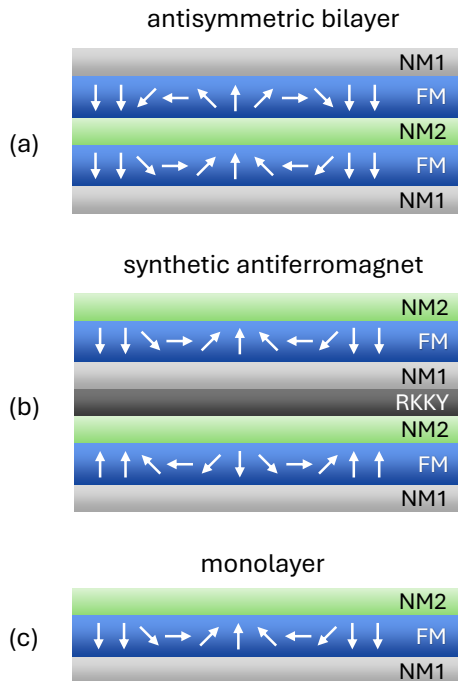 antisymmetric bilayer
NM1
FM
(a)
NM2
FM
NM1
synthetic antiferromagnet
NM2
FM
NM1
(b)
RKKY
NM2
FM
NM1
monolayer
NM2
(c)
FM
NM1